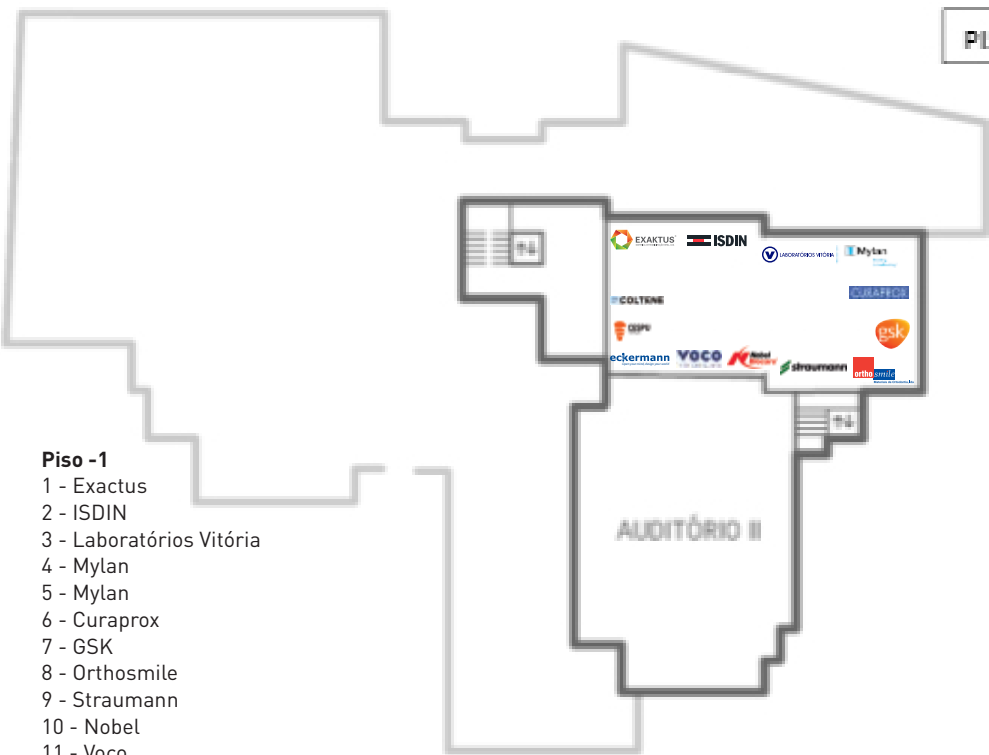 EXAKTUS
ISDIN
LABORATÓRIOS VITÓRIA
Mylan
CURAPROX
COLTENE
gsk
CESPU
eckermann
VOCO
Nobel
Biocare
straumann
ortho smile
AUDITÓRIO II
Piso -1
1 - Exactus
2 - ISDIN
3 - Laboratórios Vitória
4 - Mylan
5 - Mylan
6 - Curaprox
7 - GSK
8 - Orthosmile
9 - Straumann
10 - Nobel
11 - Voco